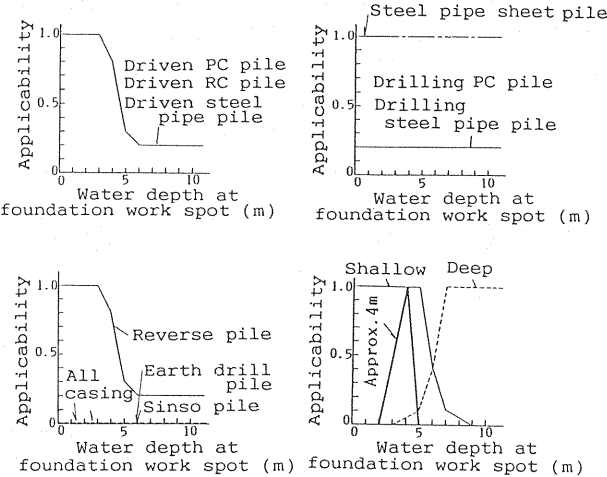 Applicability
1.0
0.5
0
5
10
Driven PC pile
Driven RC pile
Driven steel
pipe pile
Water depth at
foundation work spot (m)
Steel pipe sheet pile
Applicability
1.0
0.5
0
5
10
Drilling PC pile
Drilling
steel pipe pile
Water depth at
foundation work spot (m)
Applicability
1.0
0.5
0
5
10
Reverse pile
Earth drill
pile
All
casing
Sinso pile
Water depth at
foundation work spot (m)
Shallow
Deep
Applicability
1.0
0.5
0
5
10
Approx.4m
Water depth at
foundation work spot (m)